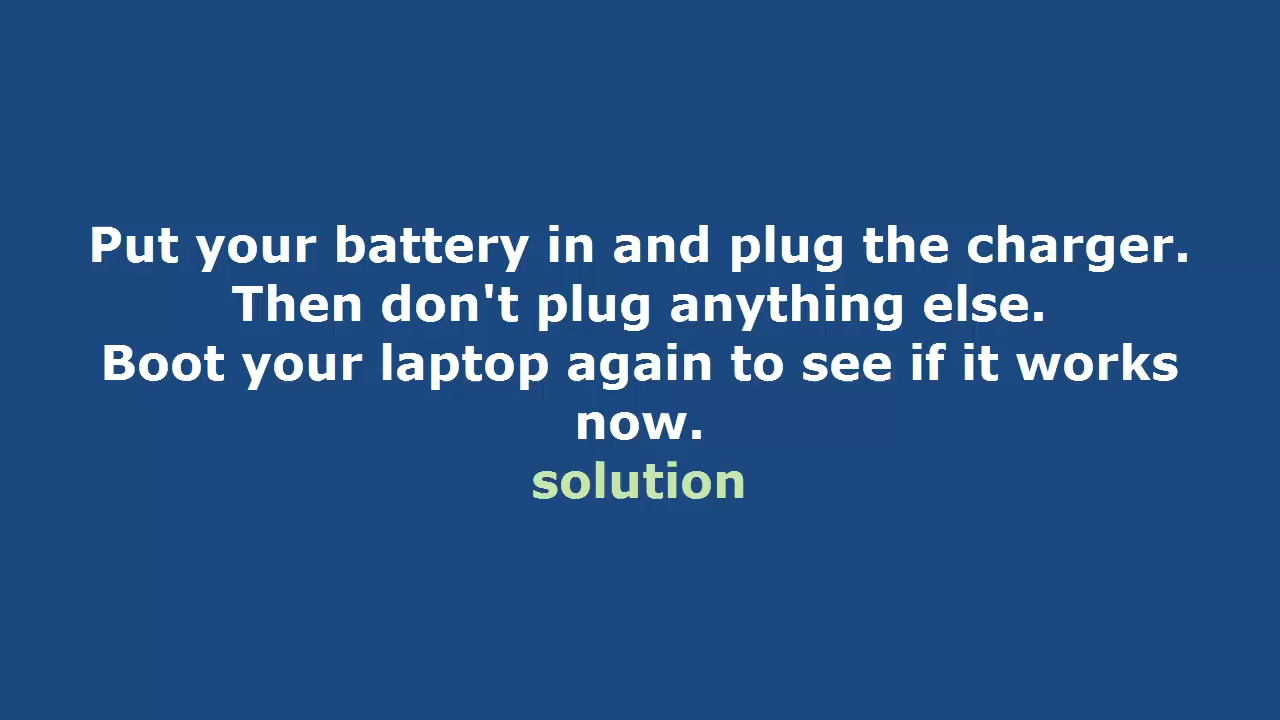 Put your battery in and plug the charger.
Then don't plug anything else.
Boot your laptop again to see if it works
now.
solution